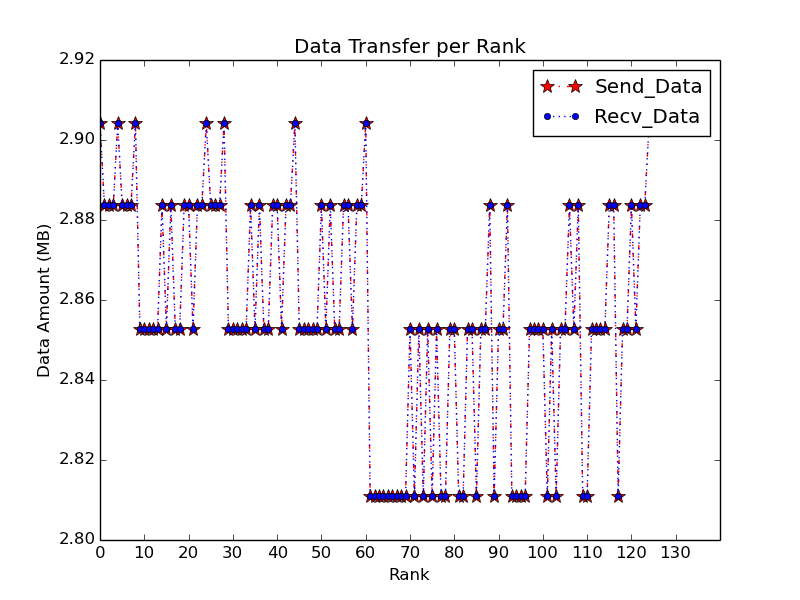 Data Transfer per Rank
Send_Data
Recv_Data
Data Amount (MB)
2.92
2.90
2.88
2.86
2.84
2.82
2.80
0 10 20 30 40 50 60 70 80 90 100 110 120 130
Rank